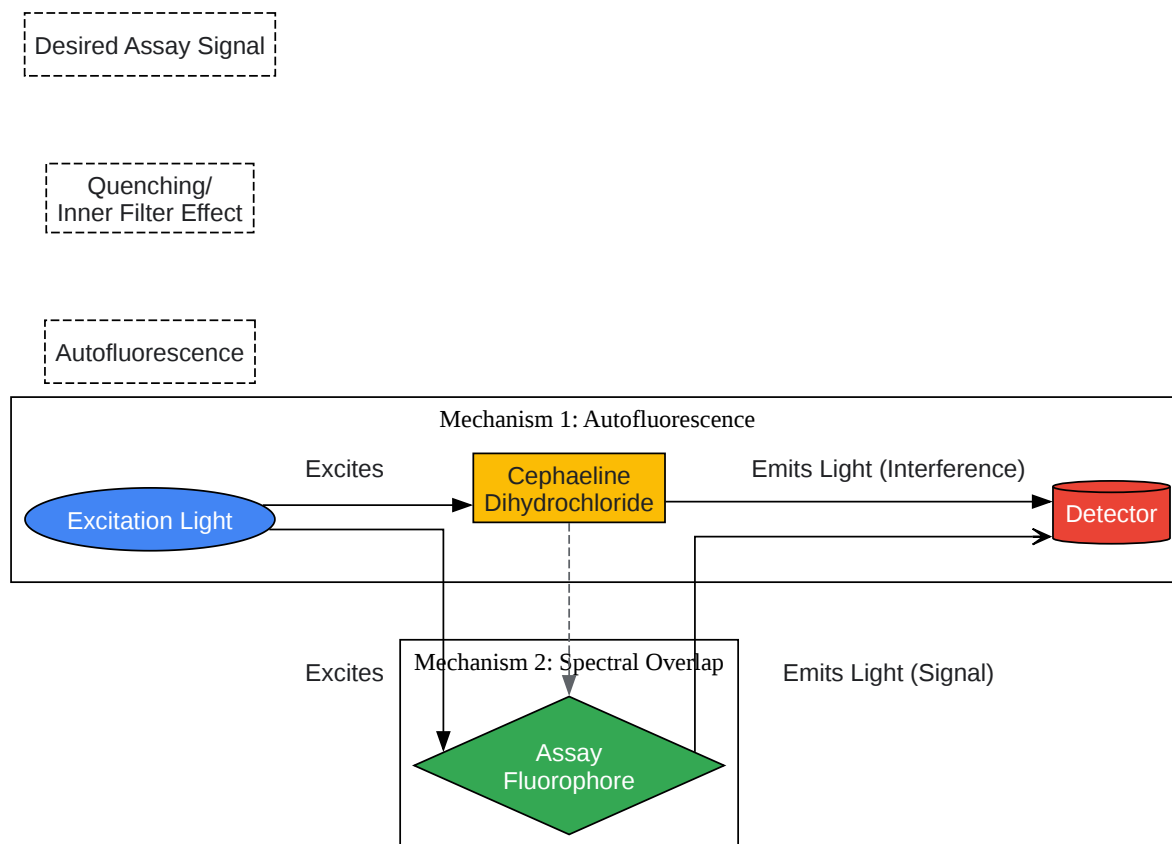 Desired Assay Signal
Quenching/
Inner Filter Effect
Autofluorescence
Mechanism 1: Autofluorescence
Excites
Cephaeline
Dihydrochloride
Emits Light (Interference)
Excitation Light
Detector
Mechanism 2: Spectral Overlap
Excites
Emits Light (Signal)
Assay
Fluorophore